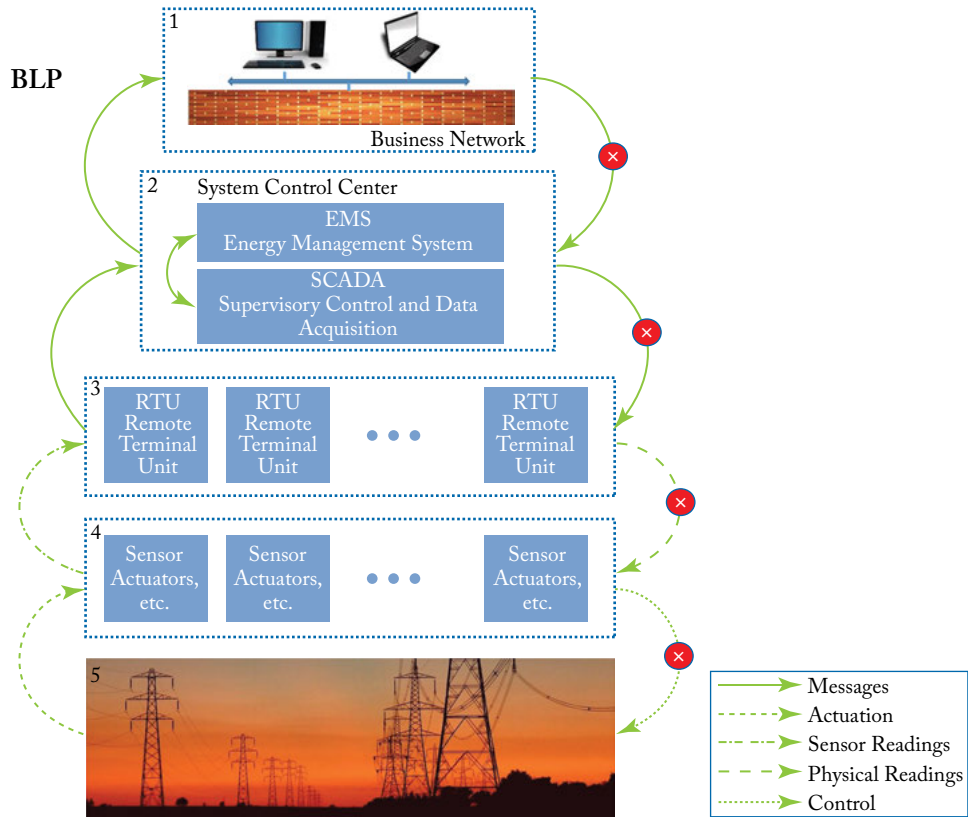 BLP
1
Business Network
2
System Control Center
EMS
Energy Management System
SCADA
Supervisory Control and Data
Acquisition
3
RTU
Remote
Terminal
Unit
RTU
Remote
Terminal
Unit
RTU
Remote
Terminal
Unit
4
Sensor
Actuators,
etc.
Sensor
Actuators,
etc.
Sensor
Actuators,
etc.
5
Messages
Actuation
Sensor Readings
Physical Readings
Control